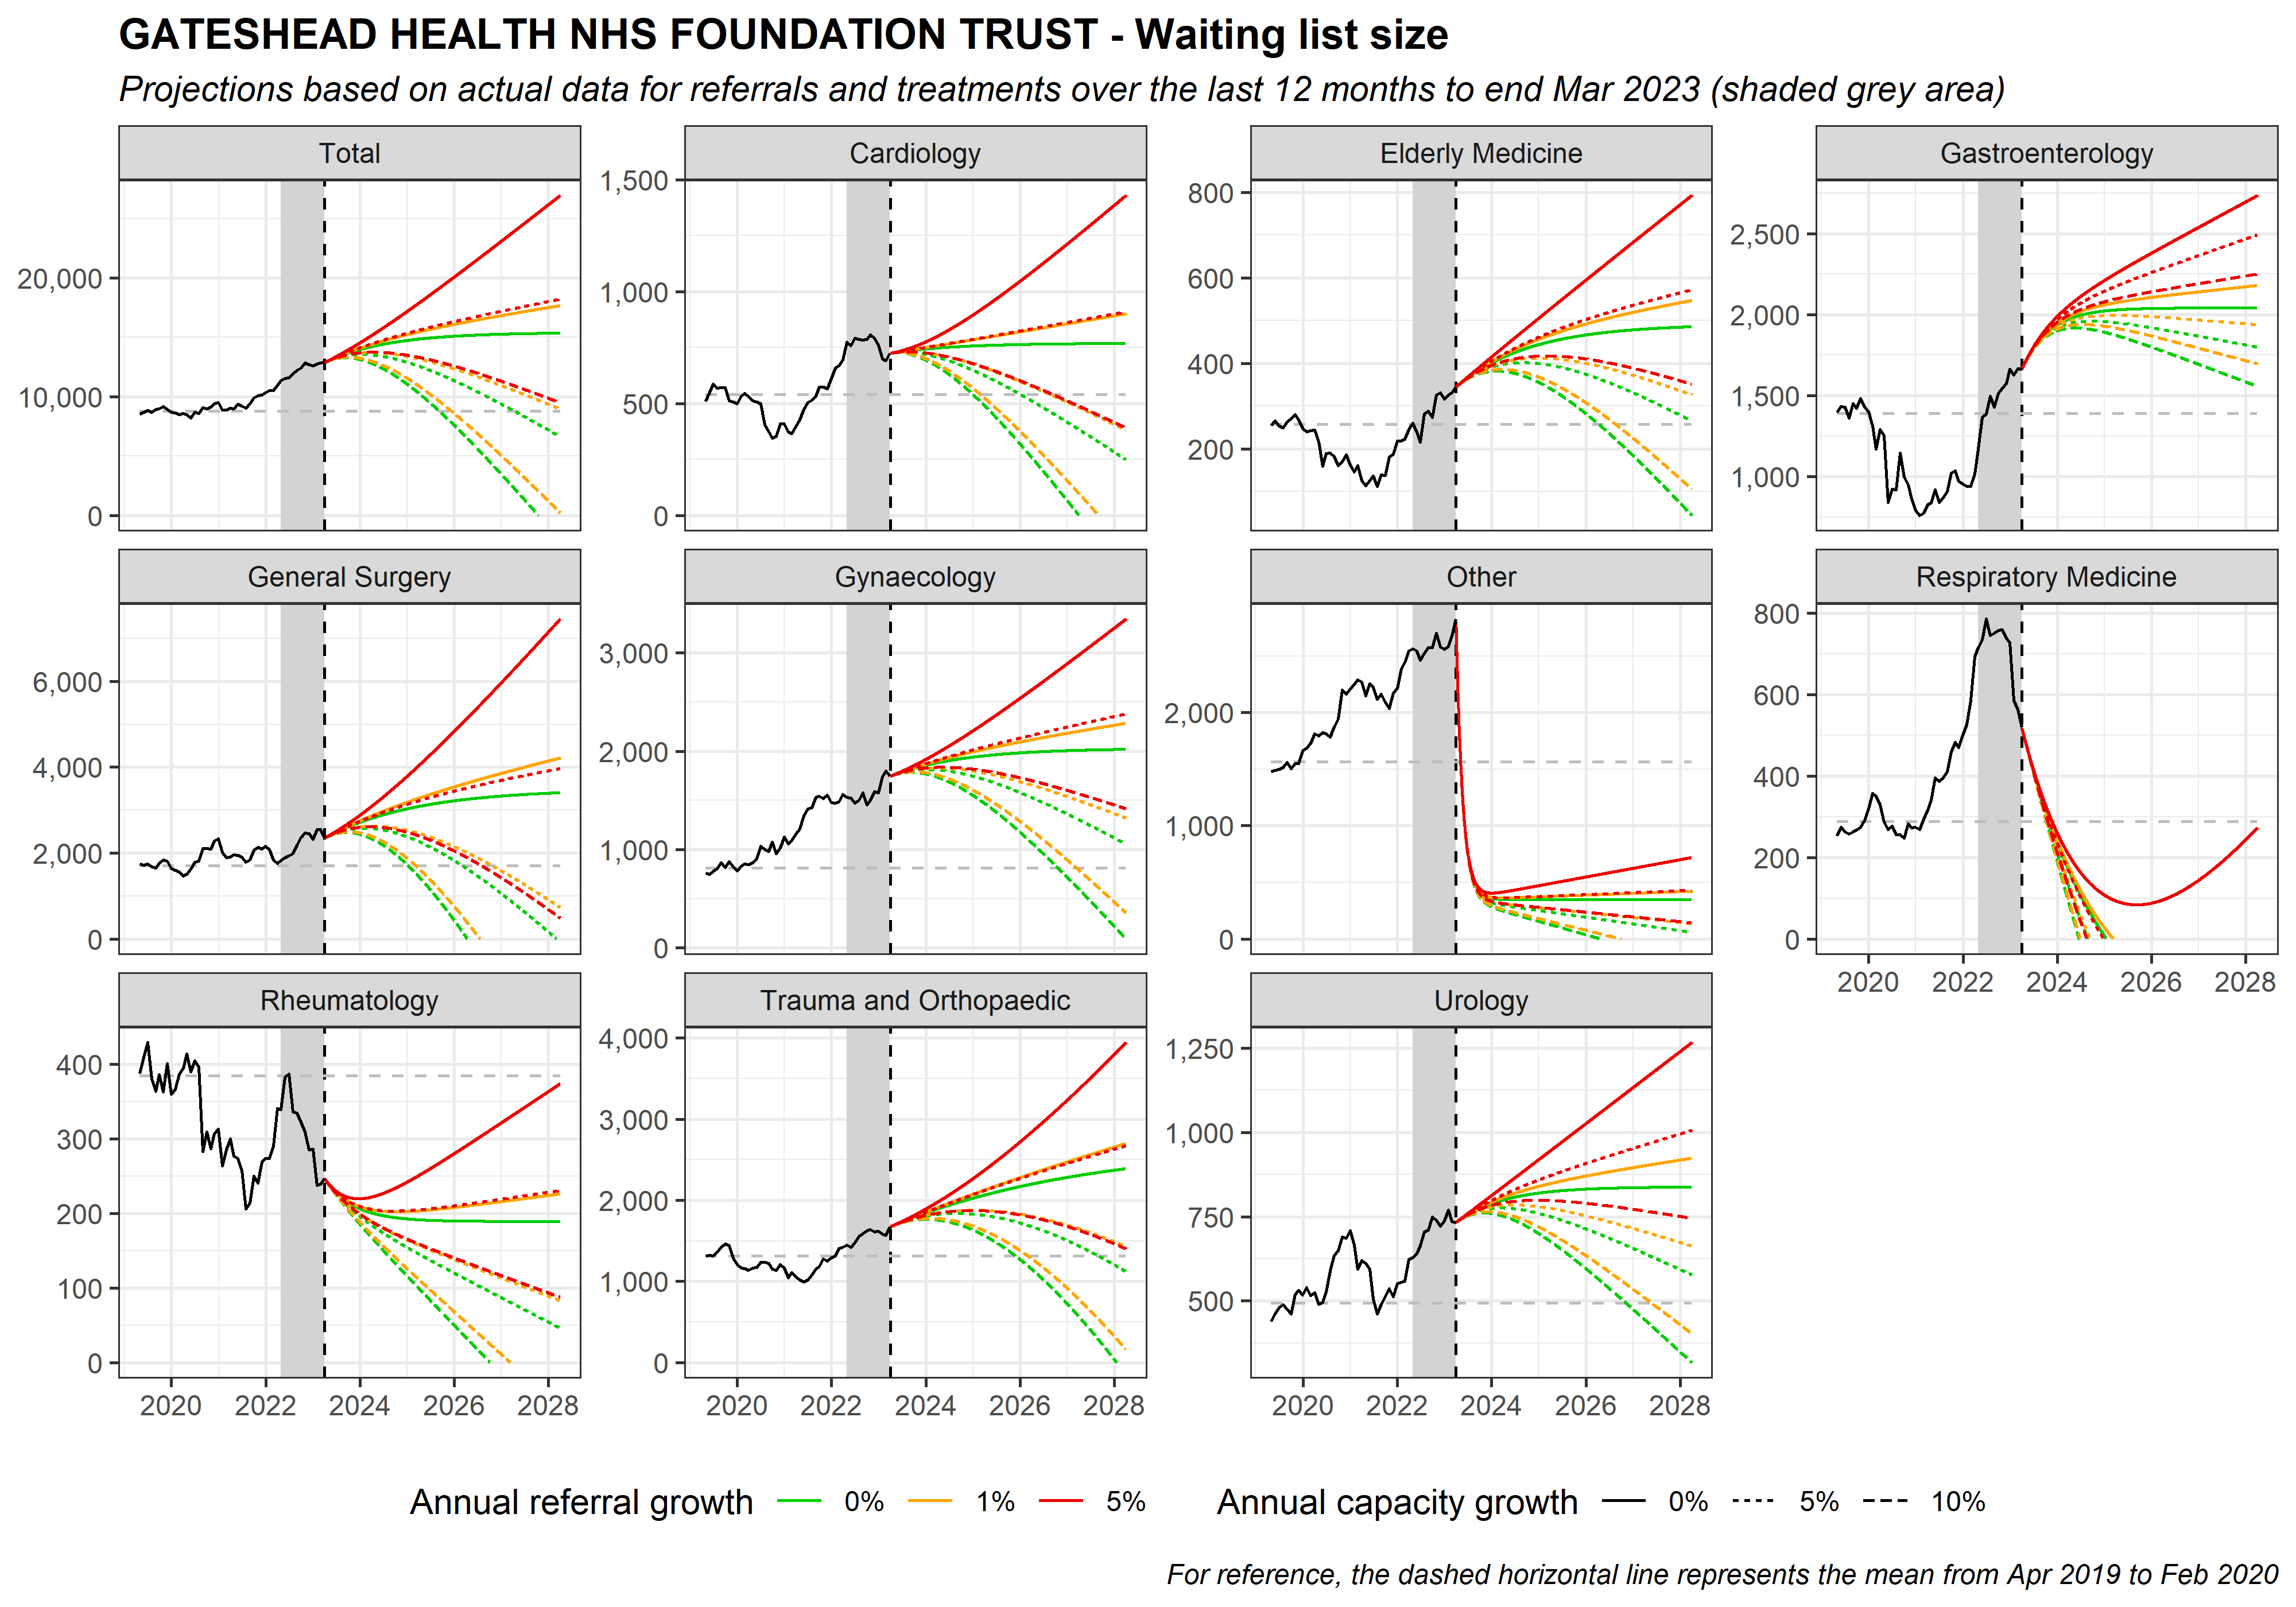 GATESHEAD HEALTH NHS FOUNDATION TRUST - Waiting list size
Projections based on actual data for referrals and treatments over the last 12 months to end Mar 2023 (shaded grey area)
Total
Cardiology
Elderly Medicine
Gastroenterology
20,000
10,000
0
1,500
1,000
500
0
800
600
400
200
2,500
2,000
1,500
1,000
General Surgery
Gynaecology
Other
Respiratory Medicine
6,000
4,000
2,000
0
3,000
2,000
1,000
0
2,000
1,000
0
800
600
400
200
0
2020 2022 2024 2026 2028
Rheumatology
Trauma and Orthopaedic
Urology
400
300
200
100
0
4,000
3,000
2,000
1,000
0
1,250
1,000
750
500
2020 2022 2024 2026 2028
2020 2022 2024 2026 2028
2020 2022 2024 2026 2028
Annual referral growth 0% 1% 5%
Annual capacity growth 0% 5% 10%
For reference, the dashed horizontal line represents the mean from Apr 2019 to Feb 2020